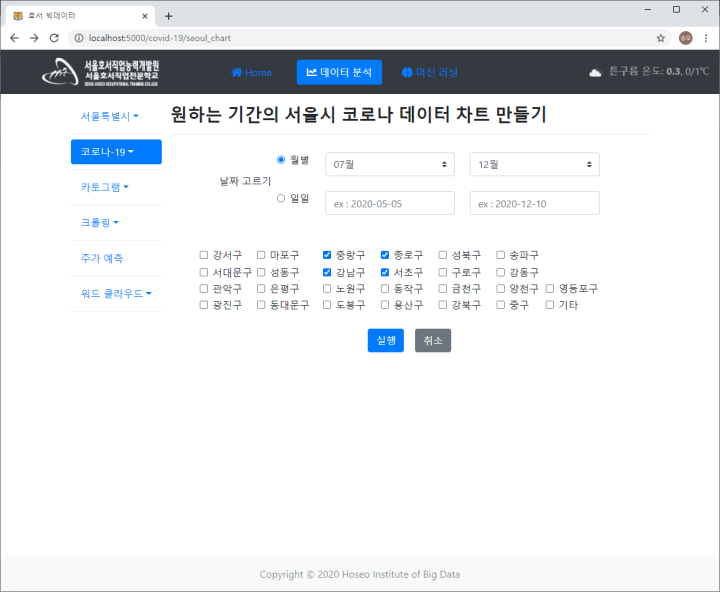 호서 빅데이터
localhost:5000/covid-19/seoul_chart
서울호서직업능력개발원
서울호서직업전문학교
SEOUL HOSEO OCCUPATIONAL TRAINING COLLEGE
Home
데이터 분석
머신 러닝
튼구름 온도: 0.3, 0/1℃
서울특별시
코로나-19
카토그램
크롤링
주가 예측
워드 클라우드
원하는 기간의 서울시 코로나 데이터 차트 만들기
날짜 고르기
월별 07월 12월
일일 ex : 2020-05-05 ex : 2020-12-10
강서구 마포구 중랑구 종로구 성북구 송파구
서대문구 성동구 강남구 서초구 구로구 강동구
관악구 은평구 노원구 동작구 금천구 양천구 영등포구
광진구 동대문구 도봉구 용산구 강북구 중구 기타
실행 취소
Copyright © 2020 Hoseo Institute of Big Data